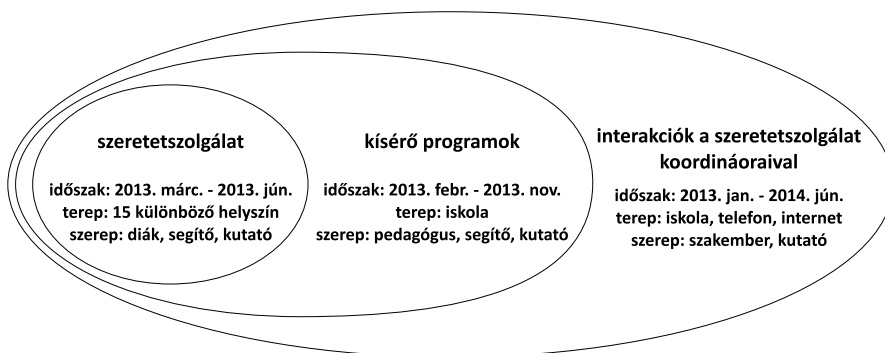 szeretetszolgálat
időszak: 2013. márc. - 2013. jún.
terep: 15 különböző helyszín
szerep: diák, segítő, kutató
kísérő programok
időszak: 2013. febr. - 2013. nov.
terep: iskola
szerep: pedagógus, segítő, kutató
interakciók a szeretetszolgálat
koordináoraival
időszak: 2013. jan. - 2014. jún.
terep: iskola, telefon, internet
szerep: szakember, kutató